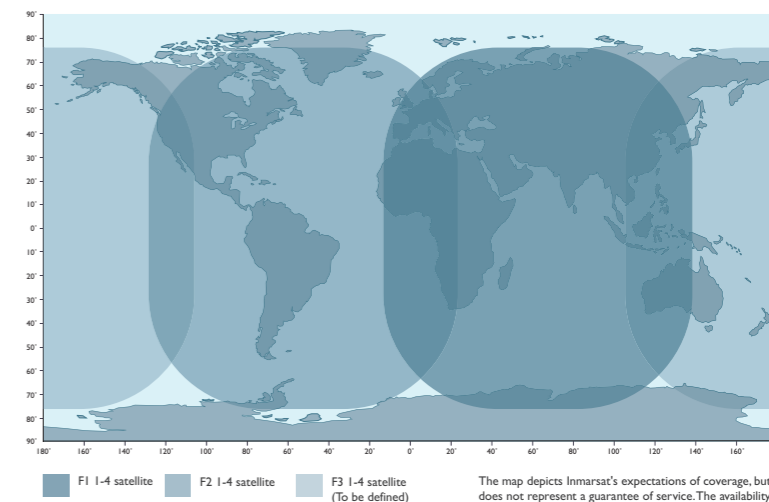 90˚
80˚
70˚
60˚
50˚
40˚
30˚
20˚
10˚
0˚
10˚
20˚
30˚
40˚
50˚
60˚
70˚
80˚
90˚
180˚ 160˚ 140˚ 120˚ 100˚ 80˚ 60˚ 40˚ 20˚ 0˚ 20˚ 40˚ 60˚ 80˚ 100˚ 120˚ 140˚ 160˚
F1 1-4 satellite
F2 1-4 satellite
F3 1-4 satellite
(To be defined)
The map depicts Inmarsat's expectations of coverage, but
does not represent a guarantee of service. The availability